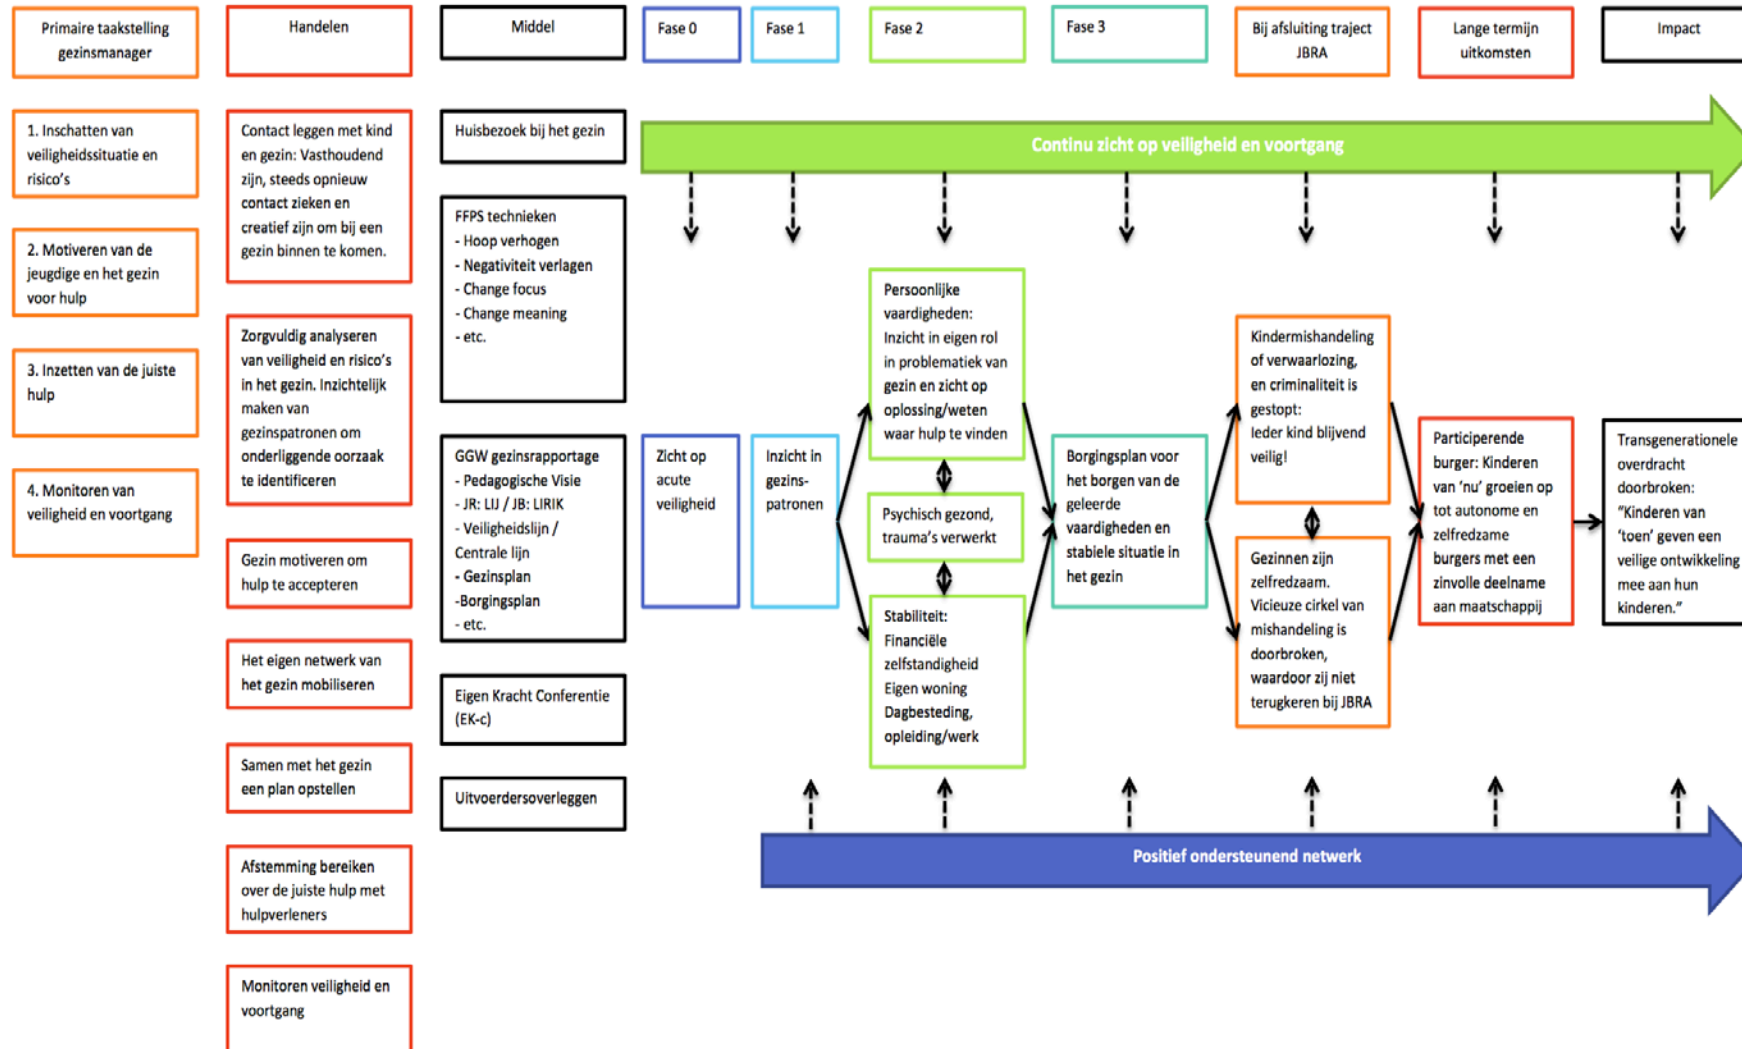 Primaire taakstelling
gezinsmanager
Handelen
Middel
Fase 0
Fase 1
Fase 2
Fase 3
Bij afsluiting traject
JBRA
Lange termijn
uitkomsten
Impact
1. Inschatten van
veiligheidssituatie en
risico's
2. Motiveren van de
jeugdige en het gezin
voor hulp
3. Inzetten van de juiste
hulp
4. Monitoren van
veiligheid en voortgang
Contact leggen met kind
en gezin: Vasthoudend
zijn, steeds opnieuw
contact zieken en
creatief zijn om bij een
gezin binnen te komen.
Zorgvuldig analyseren
van veiligheid en risico's
in het gezin. Inzichtelijk
maken van
gezinspatronen om
onderliggende oorzaak
te identificeren
Gezin motiveren om
hulp te accepteren
Het eigen netwerk van
het gezin mobiliseren
Samen met het gezin
een plan opstellen
Afstemming bereiken
over de juiste hulp met
hulpverleners
Monitoren veiligheid en
voortgang
Huisbezoek bij het gezin
FFPS technieken
- Hoop verhogen
- Negativiteit verlagen
- Change focus
- Change meaning
- etc.
GGW gezinsrapportage
- Pedagogische Visie
- JR: LIJ / JB: LIRIK
- Veiligheidslijn /
Centrale lijn
- Gezinsplan
-Borgingsplan
- etc.
Eigen Kracht Conferentie
(EK-c)
Uitvoerdersoverleggen
Continu zicht op veiligheid en voortgang
Zicht op
acute
veiligheid
Inzicht in
gezins-
patronen
Persoonlijke
vaardigheden:
Inzicht in eigen rol
in problematiek van
gezin en zicht op
oplossing/weten
waar hulp te vinden
Psychisch gezond,
trauma's verwerkt
Stabiliteit:
Financiële
zelfstandigheid
Eigen woning
Dagbesteding,
opleiding/werk
Borgingsplan voor
het borgen van de
geleerde
vaardigheden en
stabiele situatie in
het gezin
Kindermishandeling
of verwaarlozing,
en criminaliteit is
gestopt:
Ieder kind blijvend
veilig!
Gezinnen zijn
zelfredzaam.
Vicieuze cirkel van
mishandeling is
doorbroken,
waardoor zij niet
terugkeren bij JBRA
Participerende
burger: Kinderen
van 'nu' groeien op
tot autonome en
zelfredzame
burgers met een
zinvolle deelname
aan maatschappij
Transgenerationele
overdracht
doorbroken:
"Kinderen van
'toen' geven een
veilige ontwikkeling
mee aan hun
kinderen."
Positief ondersteunend netwerk